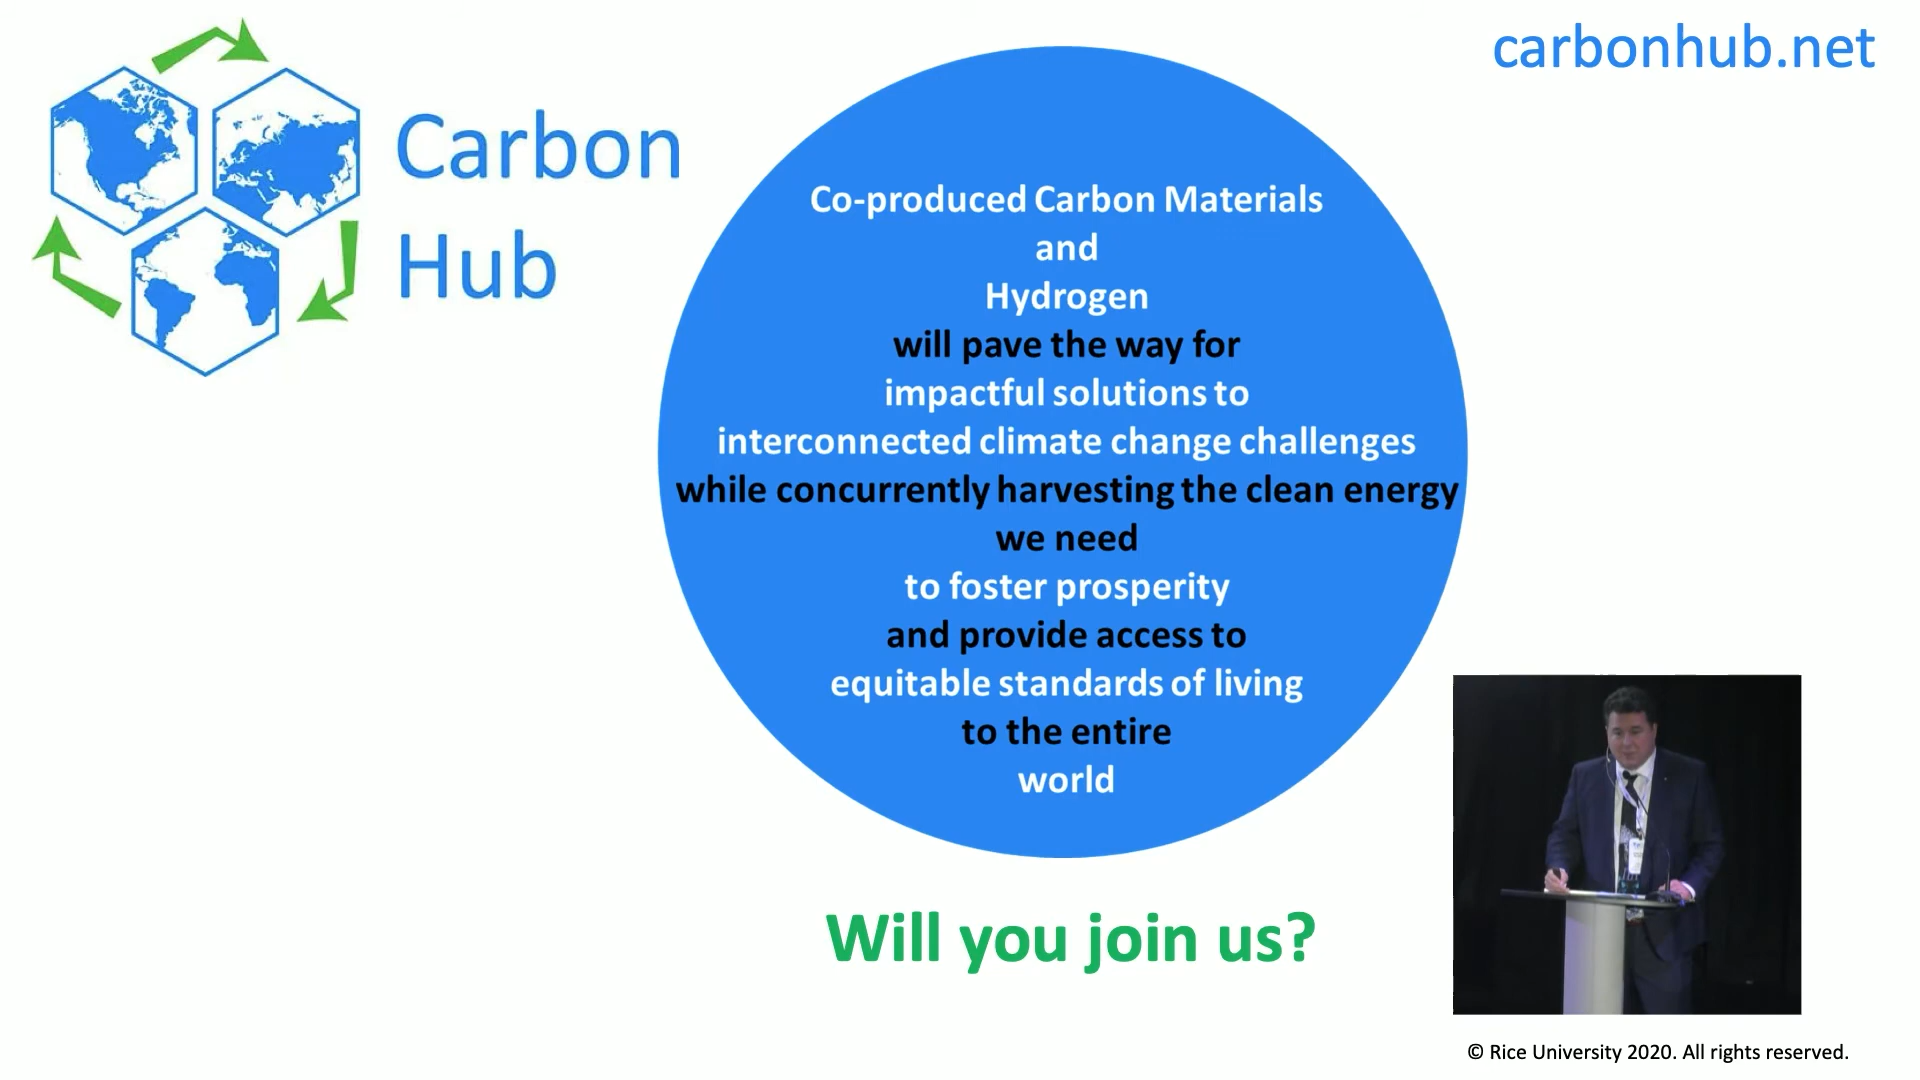 carbonhub.net
Carbon
Hub
Co-produced Carbon Materials
and
Hydrogen
will pave the way for
impactful solutions to
interconnected climate change challenges
while concurrently harvesting the clean energy
we need
to foster prosperity
and provide access to
equitable standards of living
to the entire
world
Will you join us?
© Rice University 2020. All rights reserved.